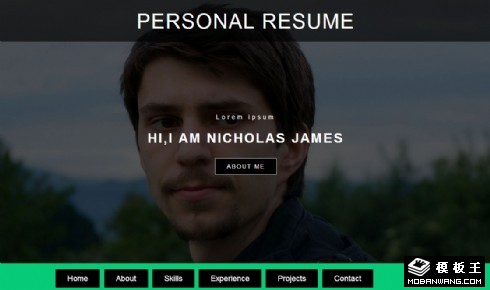 PERSONAL RESUME
Lorem ipsum
HI,I AM NICHOLAS JAMES
ABOUT ME
Home About Skills Experience Projects Contact
模板王
MOBANWANG.COM